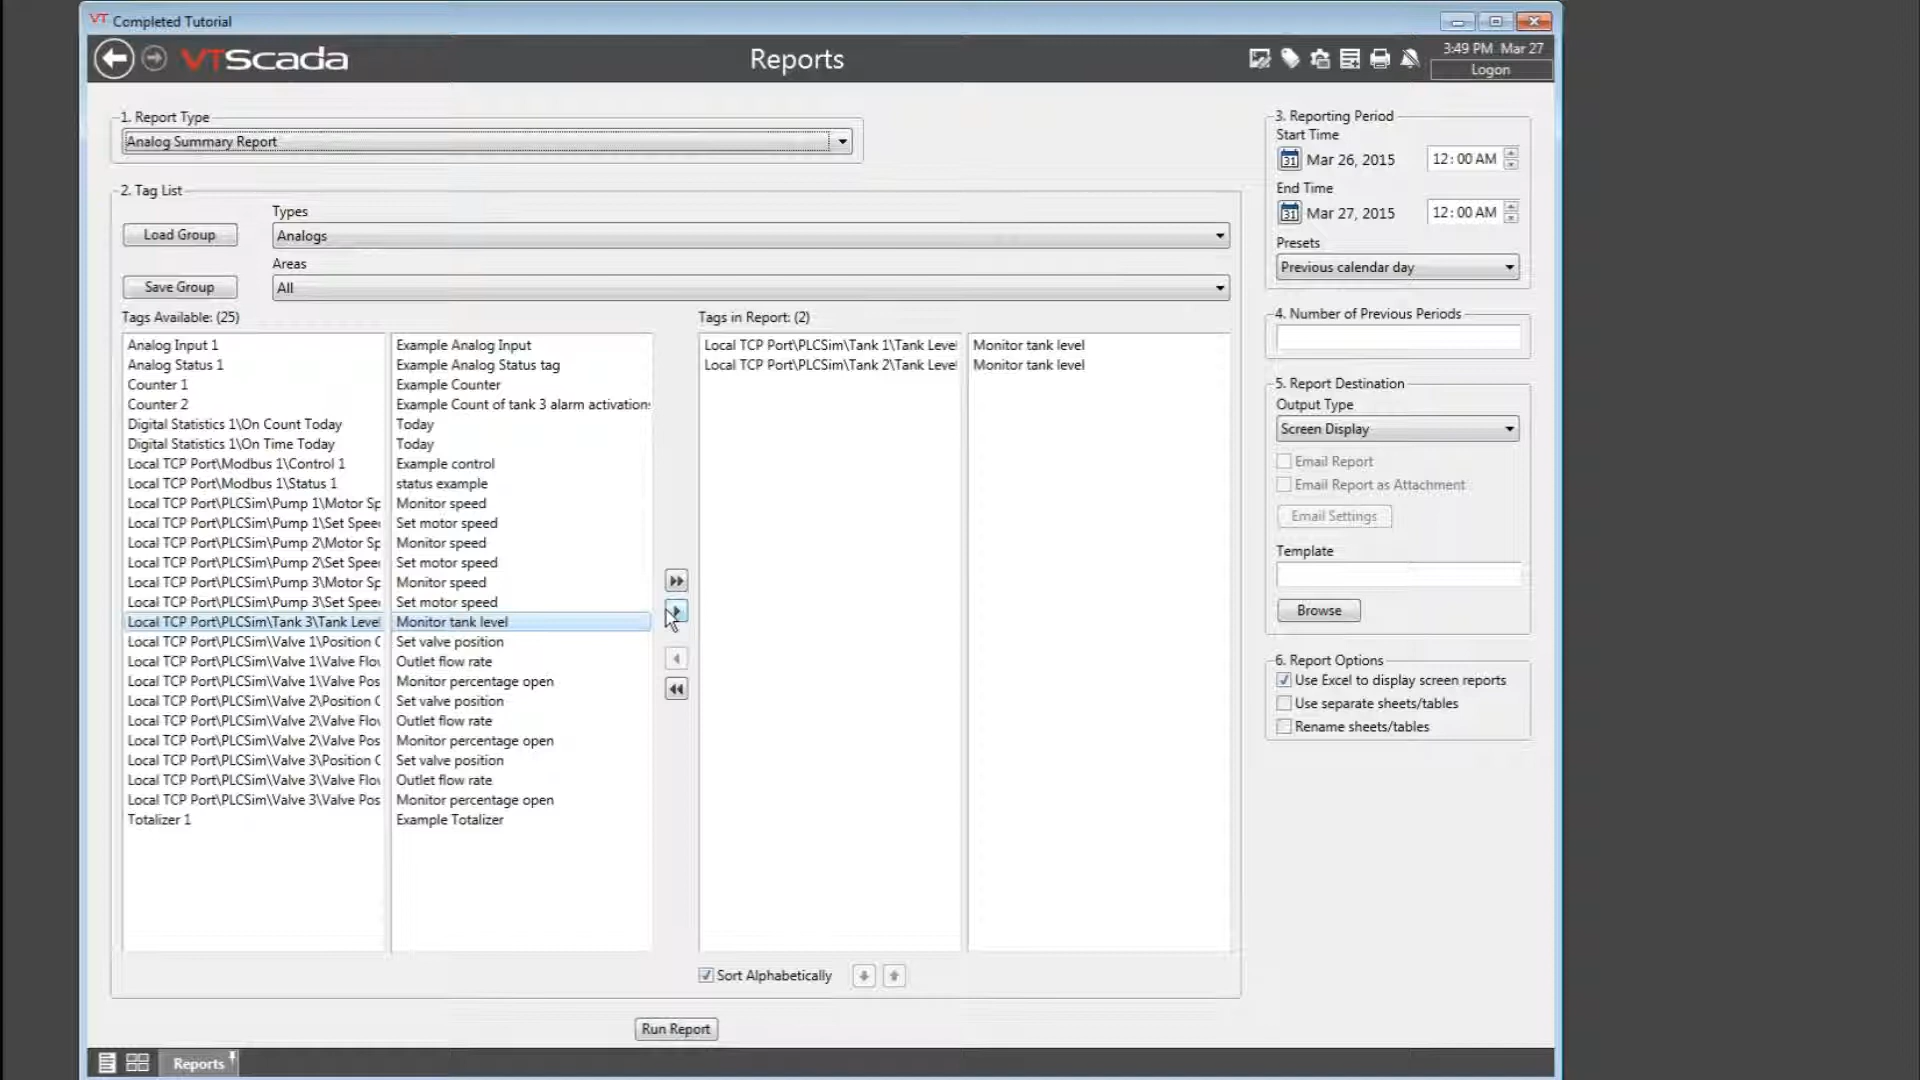 VT Completed Tutorial
VTScada
Reports
3:49 PM Mar 27
Logon
1. Report Type
Analog Summary Report
2. Tag List
Load Group
Types
Analogs
Save Group
Areas
All
Tags Available: (25)
Analog Input 1 Example Analog Input
Analog Status 1 Example Analog Status tag
Counter 1 Example Counter
Counter 2 Example Count of tank 3 alarm activations
Digital Statistics 1\On Count Today Today
Digital Statistics 1\On Time Today Today
Local TCP Port\Modbus 1\Control 1 Example control
Local TCP Port\Modbus 1\Status 1 status example
Local TCP Port\PLCSim\Pump 1\Motor Sp Monitor speed
Local TCP Port\PLCSim\Pump 1\Set Speed Set motor speed
Local TCP Port\PLCSim\Pump 2\Motor Sp Monitor speed
Local TCP Port\PLCSim\Pump 2\Set Speed Set motor speed
Local TCP Port\PLCSim\Pump 3\Motor Sp Monitor speed
Local TCP Port\PLCSim\Pump 3\Set Speed Set motor speed
Local TCP Port\PLCSim\Tank 3\Tank Level Monitor tank level
Local TCP Port\PLCSim\Valve 1\Position C Set valve position
Local TCP Port\PLCSim\Valve 1\Valve Flow Outlet flow rate
Local TCP Port\PLCSim\Valve 1\Valve Pos Monitor percentage open
Local TCP Port\PLCSim\Valve 2\Position C Set valve position
Local TCP Port\PLCSim\Valve 2\Valve Flow Outlet flow rate
Local TCP Port\PLCSim\Valve 2\Valve Pos Monitor percentage open
Local TCP Port\PLCSim\Valve 3\Position C Set valve position
Local TCP Port\PLCSim\Valve 3\Valve Flow Outlet flow rate
Local TCP Port\PLCSim\Valve 3\Valve Pos Monitor percentage open
Totalizer 1 Example Totalizer
Tags in Report: (2)
Local TCP Port\PLCSim\Tank 1\Tank Level Monitor tank level
Local TCP Port\PLCSim\Tank 2\Tank Level Monitor tank level
Sort Alphabetically
Run Report
3. Reporting Period
Start Time
31 Mar 26, 2015 12:00 AM
End Time
31 Mar 27, 2015 12:00 AM
Presets
Previous calendar day
4. Number of Previous Periods
5. Report Destination
Output Type
Screen Display
Email Report
Email Report as Attachment
Email Settings
Template
Browse
6. Report Options
Use Excel to display screen reports
Use separate sheets/tables
Rename sheets/tables
Reports